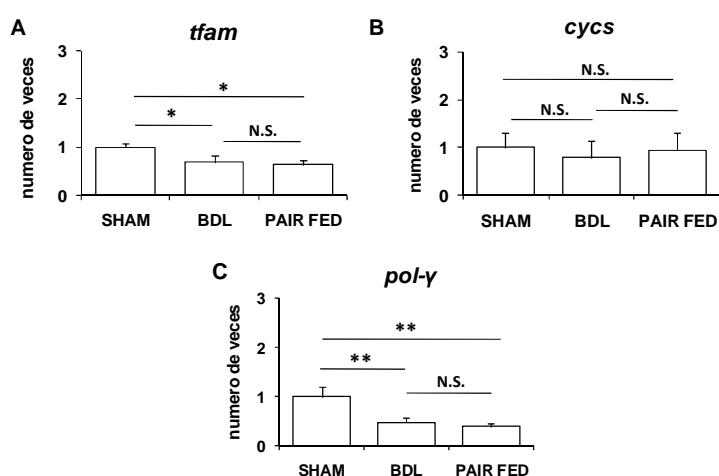 A
tfam
numero de veces
3
2
1
0
*
*
N.S.
SHAM BDL PAIR FED
B
cycs
numero de veces
3
2
1
0
N.S.
N.S.
N.S.
SHAM BDL PAIR FED
C
pol-γ
numero de veces
3
2
1
0
**
**
N.S.
SHAM BDL PAIR FED